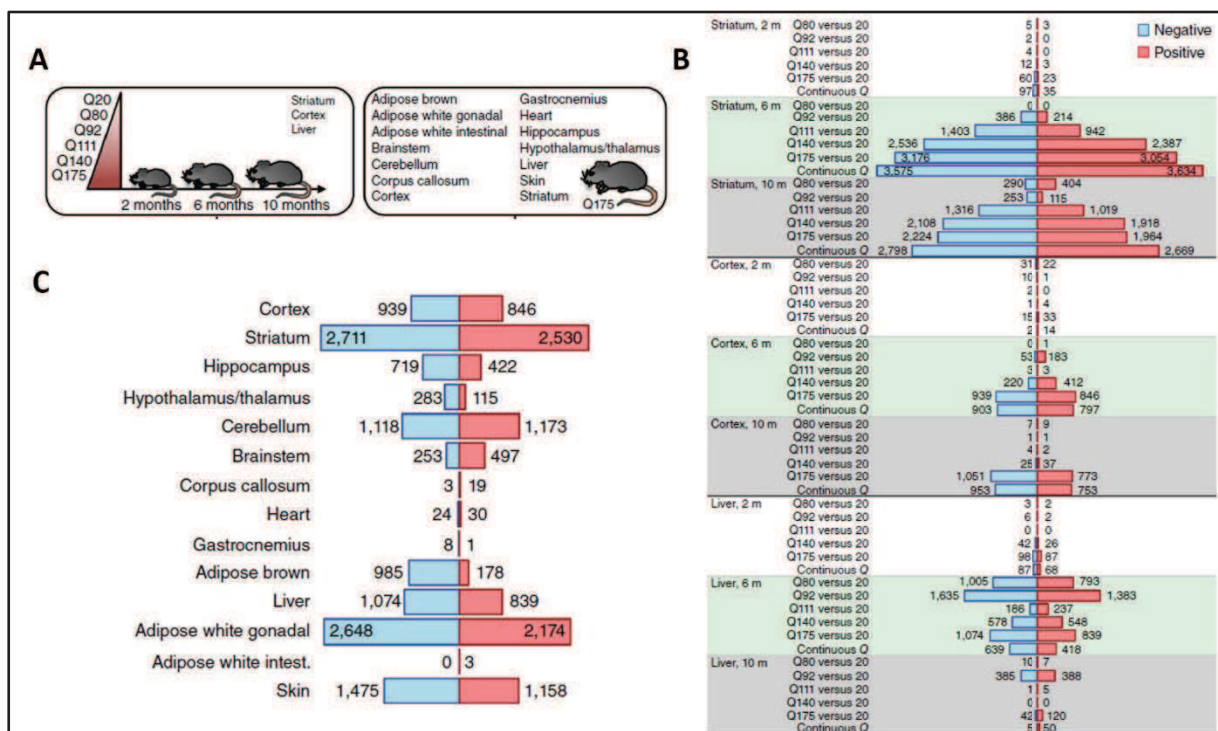 A
Q20
Q80
Q92
Q111
Q140
Q175
Striatum
Cortex
Liver
2 months 6 months 10 months
Adipose brown Gastrocnemius
Adipose white gonadal Heart
Adipose white intestinal Hippocampus
Brainstem Hypothalamus/thalamus
Cerebellum Liver
Corpus callosum Skin
Cortex Striatum
Q175
B
Negative
Positive
Striatum, 2 m Q80 versus 20 5 3
Q92 versus 20 2 0
Q111 versus 20 4 0
Q140 versus 20 12 3
Q175 versus 20 60 23
Continuous Q 97 35
Striatum, 6 m Q80 versus 20 0 0
Q92 versus 20 386 214
Q111 versus 20 1,403 942
Q140 versus 20 2,536 2,387
Q175 versus 20 3,176 3,054
Continuous Q 3,575 3,634
Striatum, 10 m Q80 versus 20 290 404
Q92 versus 20 253 115
Q111 versus 20 1,316 1,019
Q140 versus 20 2,108 1,918
Q175 versus 20 2,224 1,964
Continuous Q 2,798 2,669
Cortex, 2 m Q80 versus 20 31 22
Q92 versus 20 10 1
Q111 versus 20 2 0
Q140 versus 20 1 4
Q175 versus 20 15 33
Continuous Q 2 14
Cortex, 6 m Q80 versus 20 0 1
Q92 versus 20 53 183
Q111 versus 20 3 3
Q140 versus 20 220 412
Q175 versus 20 939 846
Continuous Q 903 797
Cortex, 10 m Q80 versus 20 7 9
Q92 versus 20 1 1
Q111 versus 20 4 2
Q140 versus 20 25 37
Q175 versus 20 1,051 773
Continuous Q 953 753
Liver, 2 m Q80 versus 20 3 2
Q92 versus 20 6 2
Q111 versus 20 0 0
Q140 versus 20 42 26
Q175 versus 20 98 87
Continuous Q 87 68
Liver, 6 m Q80 versus 20 1,005 793
Q92 versus 20 1,635 1,383
Q111 versus 20 186 237
Q140 versus 20 578 548
Q175 versus 20 1,074 839
Continuous Q 639 418
Liver, 10 m Q80 versus 20 10 7
Q92 versus 20 385 388
Q111 versus 20 1 5
Q140 versus 20 0 0
Q175 versus 20 42 120
Continuous Q 5 50
C
Cortex 939 846
Striatum 2,711 2,530
Hippocampus 719 422
Hypothalamus/thalamus 283 115
Cerebellum 1,118 1,173
Brainstem 253 497
Corpus callosum 3 19
Heart 24 30
Gastrocnemius 8 1
Adipose brown 985 178
Liver 1,074 839
Adipose white gonadal 2,648 2,174
Adipose white intest. 0 3
Skin 1,475 1,158